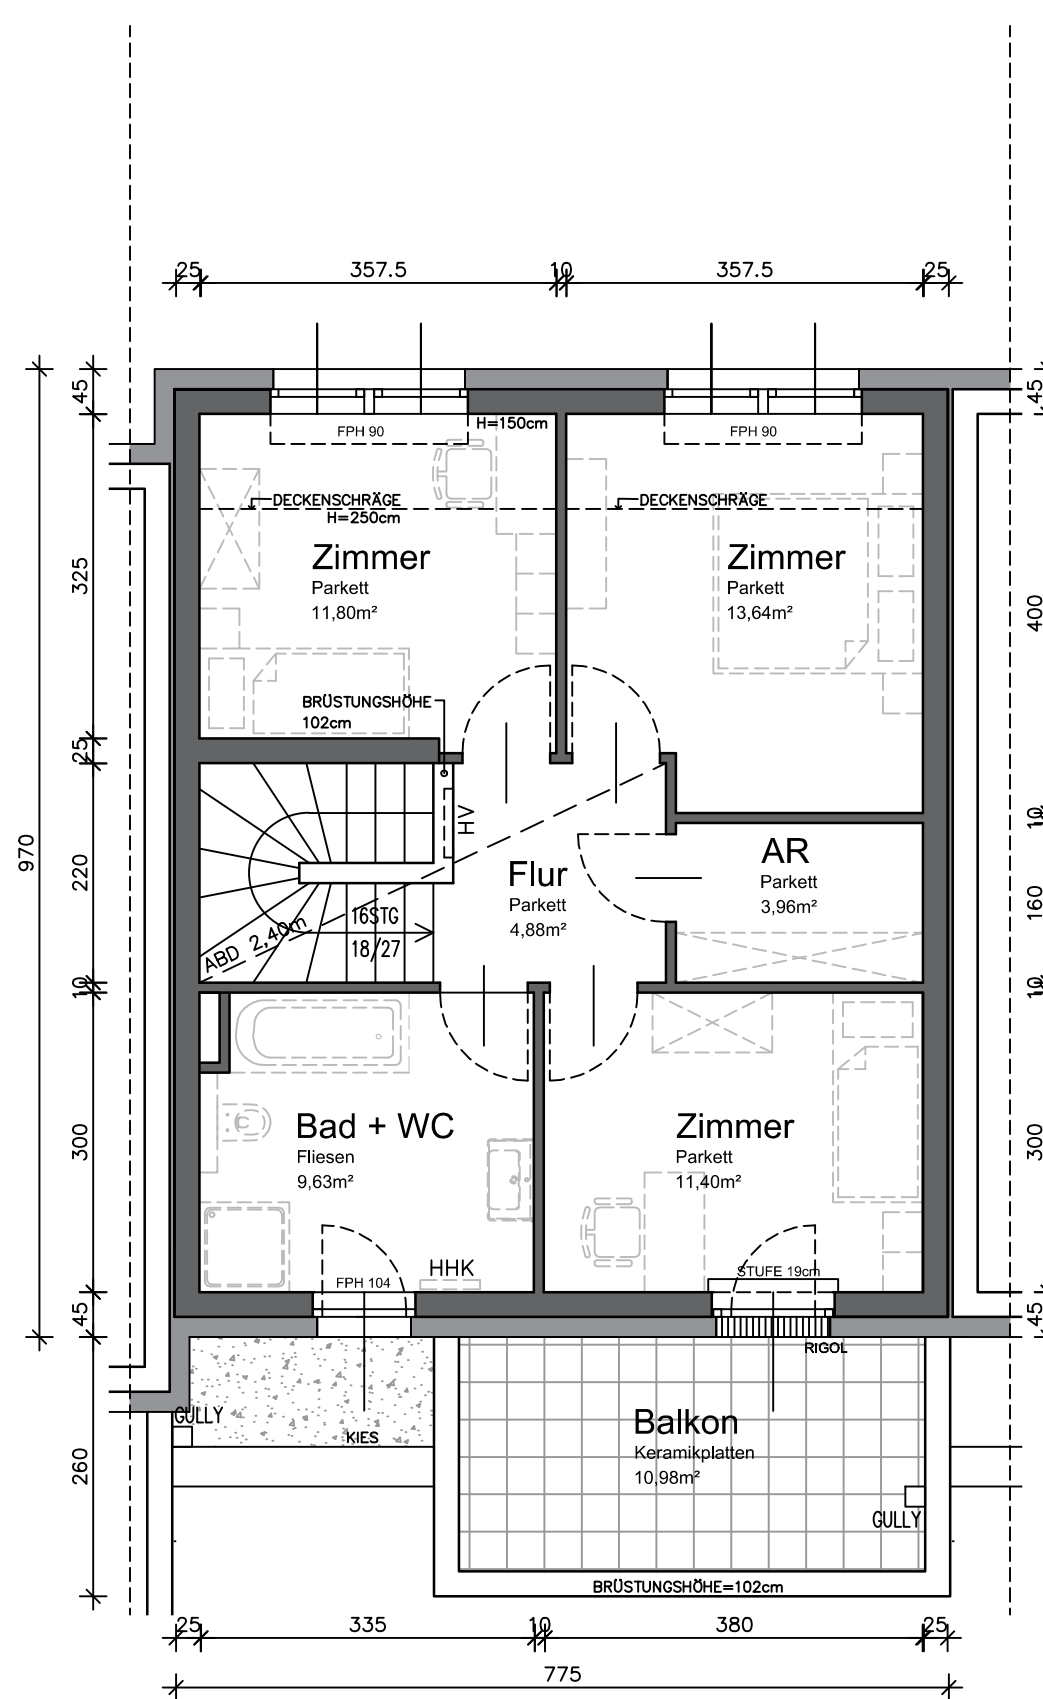 25 357.5 10 357.5 25
45
45
FPH 90
H=150cm
FPH 90
DECKENSCHRÄGE
H=250cm
DECKENSCHRÄGE
Zimmer
Parkett
11,80m²
Zimmer
Parkett
13,64m²
325
400
BRÜSTUNGSHÖHE
102cm
25
HV
970
220
10
160
AR
Parkett
3,96m²
Flur
Parkett
4,88m²
16STG
18/27
ABD 2,40m
10
10
Bad + WC
Fliesen
9,63m²
Zimmer
Parkett
11,40m²
300
300
HHK
FPH 104
STUFE 19cm
45
45
RIGOL
GULLY
KIES
Balkon
Keramikplatten
10,98m²
260
GULLY
BRÜSTUNGSHÖHE=102cm
25 335 10 380 25
775